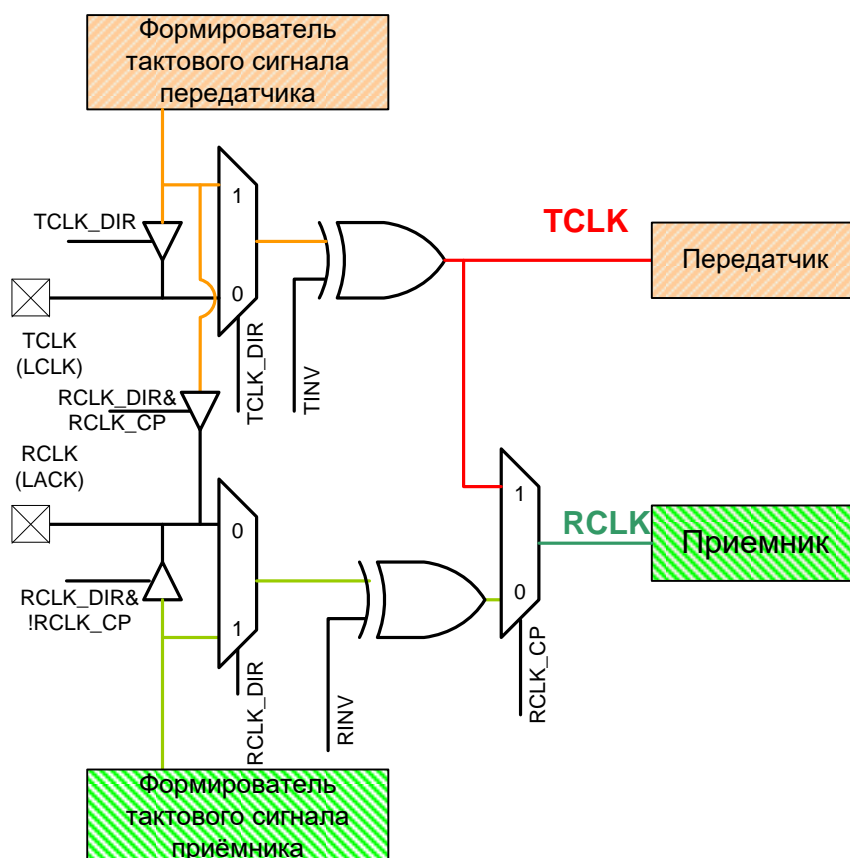 Формирователь
тактового сигнала
передатчика
1
TCLK_DIR
TCLK
Передатчик
0
TCLK
(LCLK)
TCLK_DIR
TINV
RCLK_DIR&
RCLK_CP
RCLK
(LACK)
1
0
RCLK
Приемник
RCLK_DIR&
!RCLK_CP
1
0
RCLK_DIR
RINV
RCLK_CP
Формирователь
тактового сигнала
приёмника